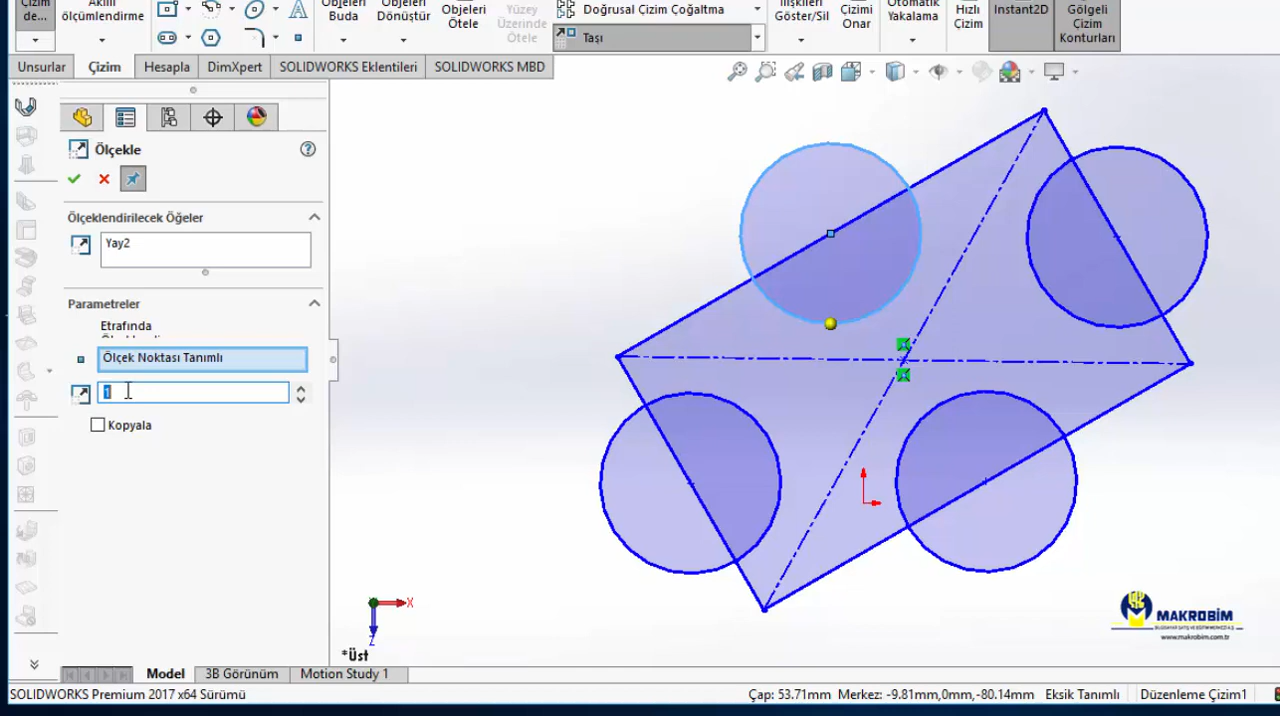 Çizim
de...
Akıllı
ölçümlendirme
Objeleri
Buda
Objeleri
Dönüştür
Objeleri
Ötele
Yüzey
Üzerinde
Ötele
Doğrusal Çizim Çoğaltma
Taşı
İlişkileri
Göster/Sil
Çizimi
Onar
Otomatik
Yakalama
Hızlı
Çizim
Instant2D
Gölgeli
Çizim
Konturları
Unsurlar
Çizim
Hesapla
DimXpert
SOLIDWORKS Eklentileri
SOLIDWORKS MBD
Ölçekle
Ölçeklendirilecek Öğeler
Yay2
Parametreler
Etrafında
Ölçek Noktası Tanımlı
1
Kopyala
X
Z
*Üst
MAKROBİM
www.makrobim.com.tr
Model
3B Görünüm
Motion Study 1
SOLIDWORKS Premium 2017 x64 Sürümü
Çap: 53.71mm
Merkez: -9.81mm,0mm,-80.14mm
Eksik Tanımlı
Düzenleme Çizim1